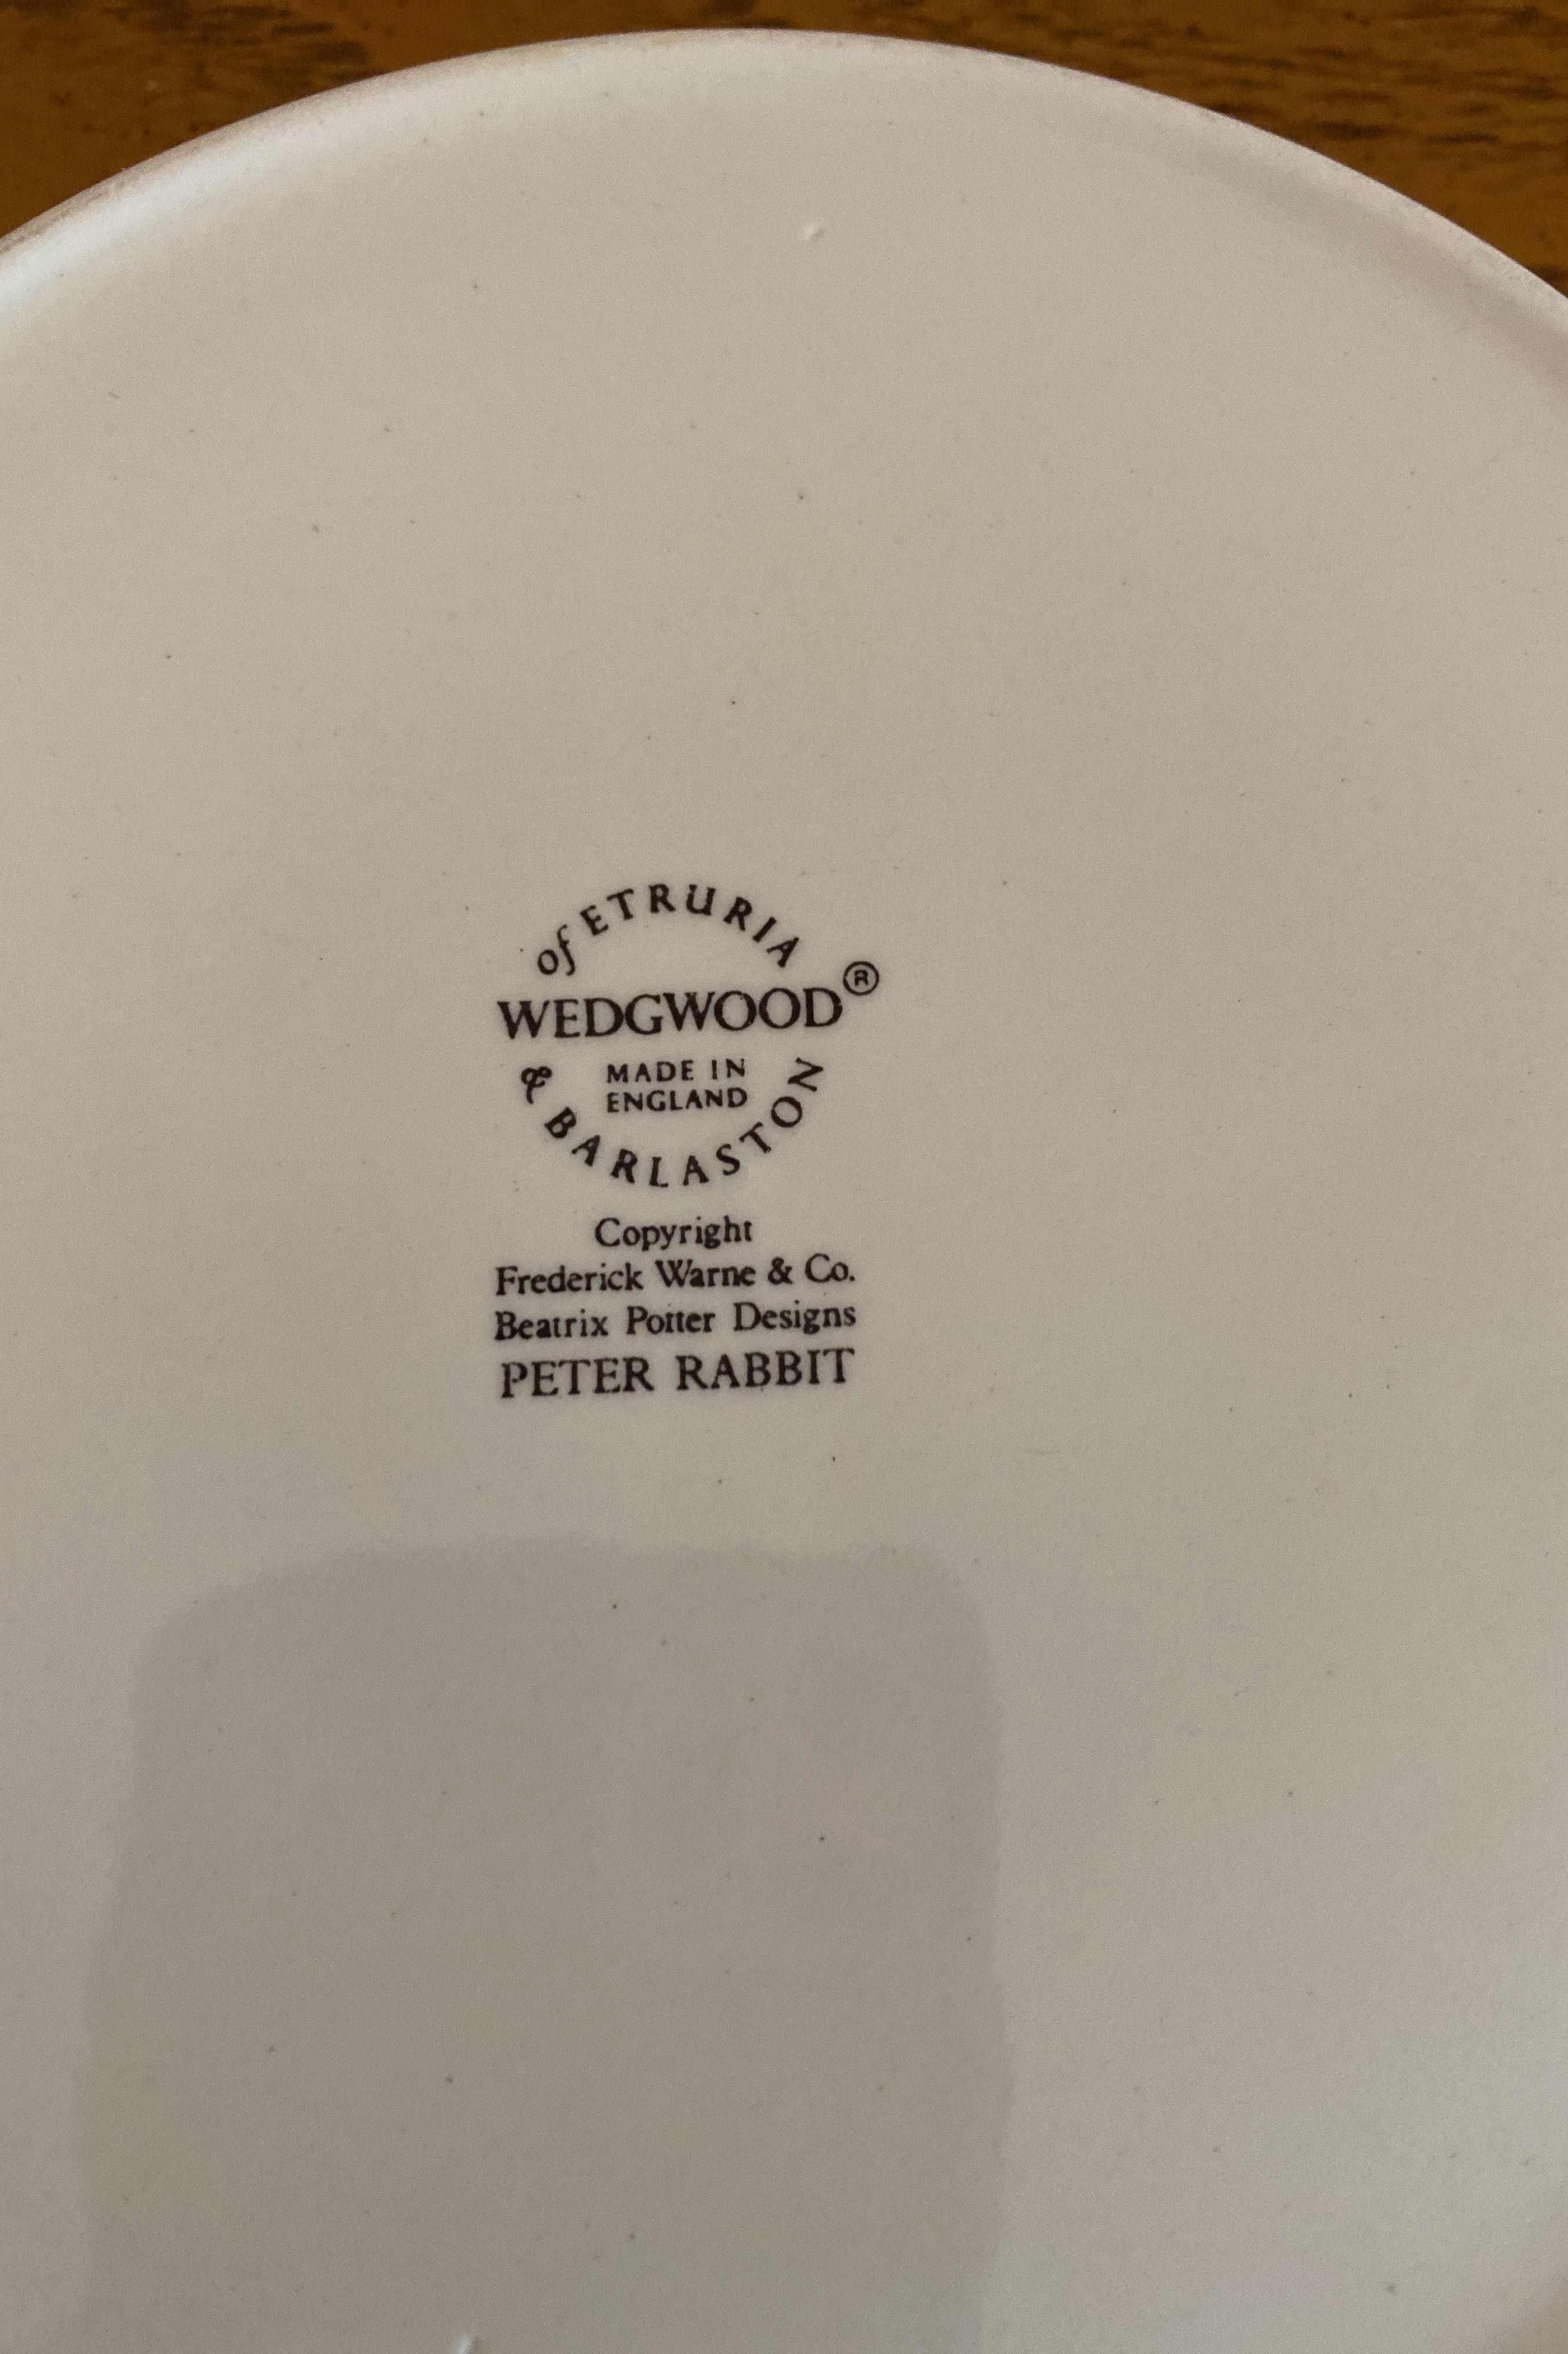 of ETRURIA
WEDGWOOD®
MADE IN
ENGLAND
& BARLASTON
Copyright
Frederick Warne & Co.
Beatrix Potter Designs
PETER RABBIT